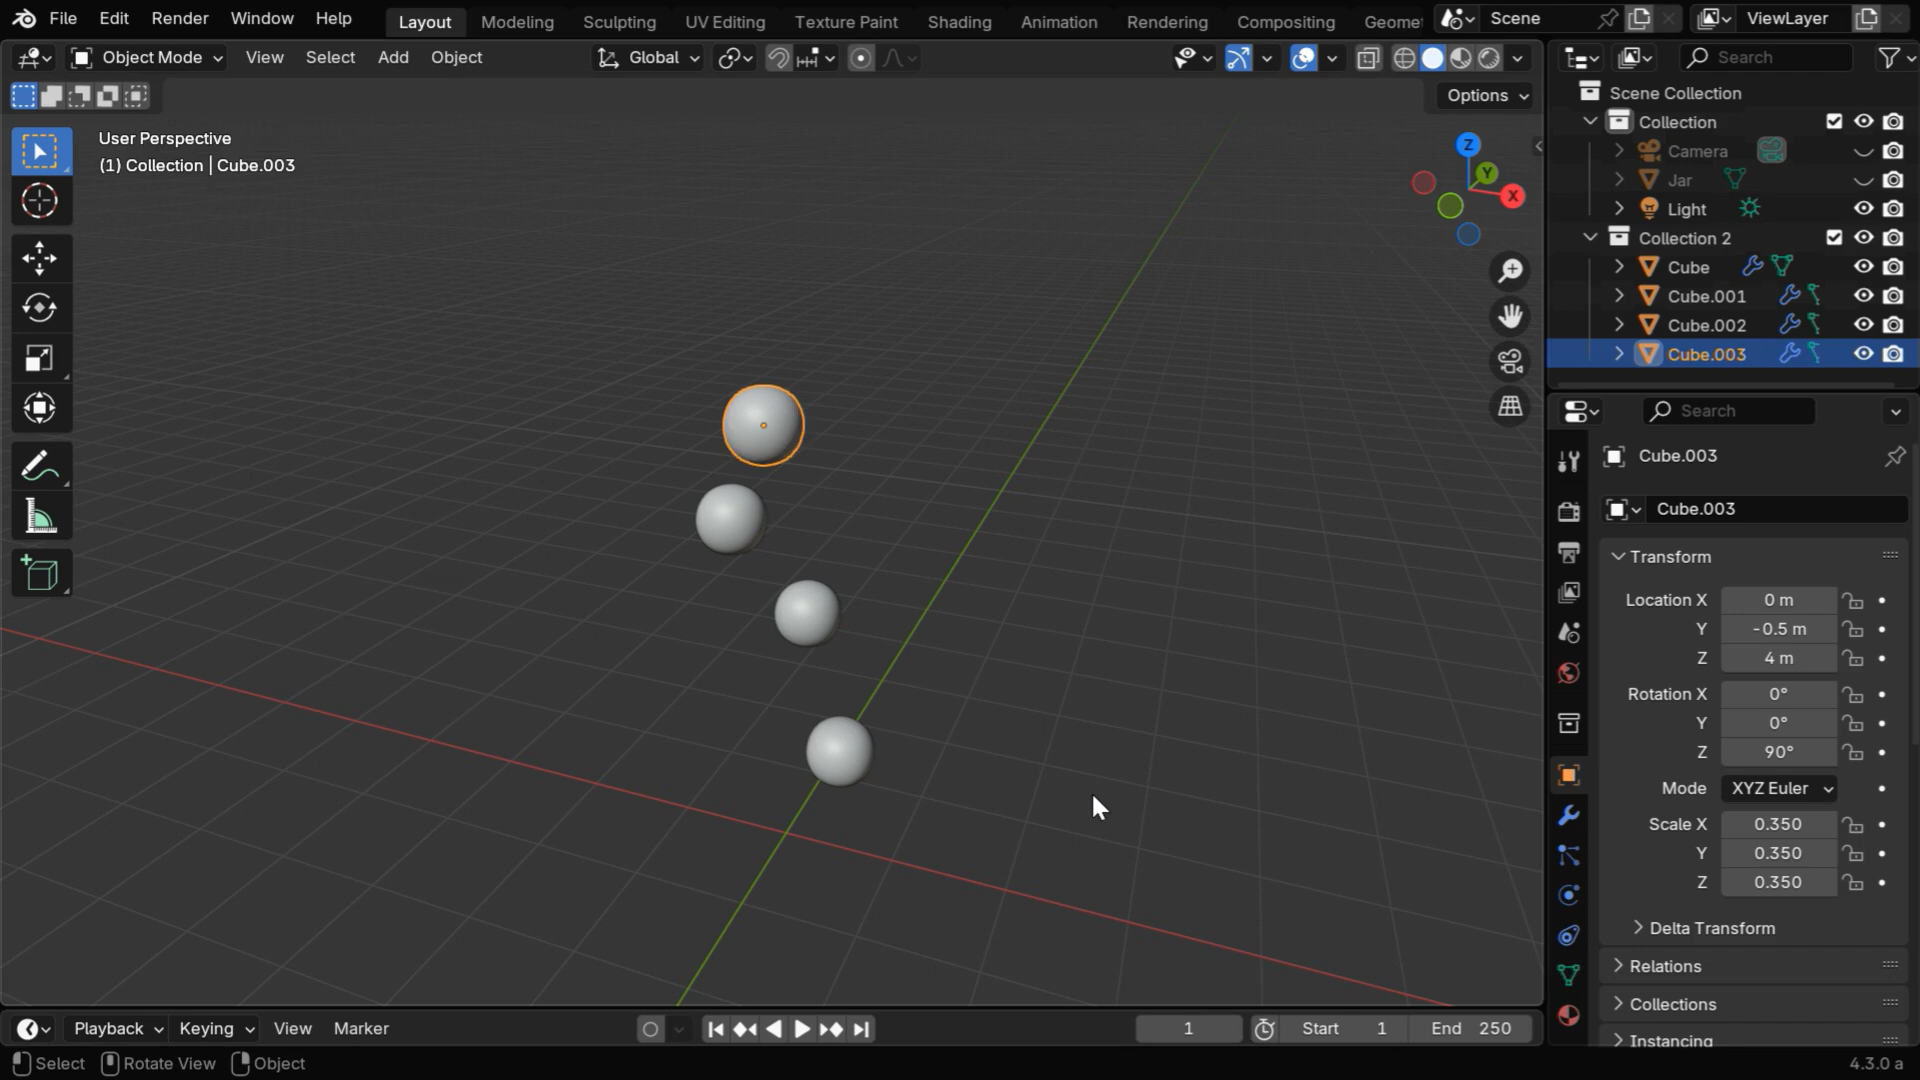 File Edit Render Window Help Layout Modeling Sculpting UV Editing Texture Paint Shading Animation Rendering Compositing Geome Scene ViewLayer
Object Mode View Select Add Object Global Search
Options
User Perspective
(1) Collection | Cube.003
Z
Y
X
Scene Collection
Collection
Camera
Jar
Light
Collection 2
Cube
Cube.001
Cube.002
Cube.003
Search
Cube.003
Cube.003
Transform
Location X 0 m
Y -0.5 m
Z 4 m
Rotation X 0°
Y 0°
Z 90°
Mode XYZ Euler
Scale X 0.350
Y 0.350
Z 0.350
Delta Transform
Relations
Collections
Instancing
Playback Keying View Marker 1 Start 1 End 250
Select Rotate View Object 4.3.0 a